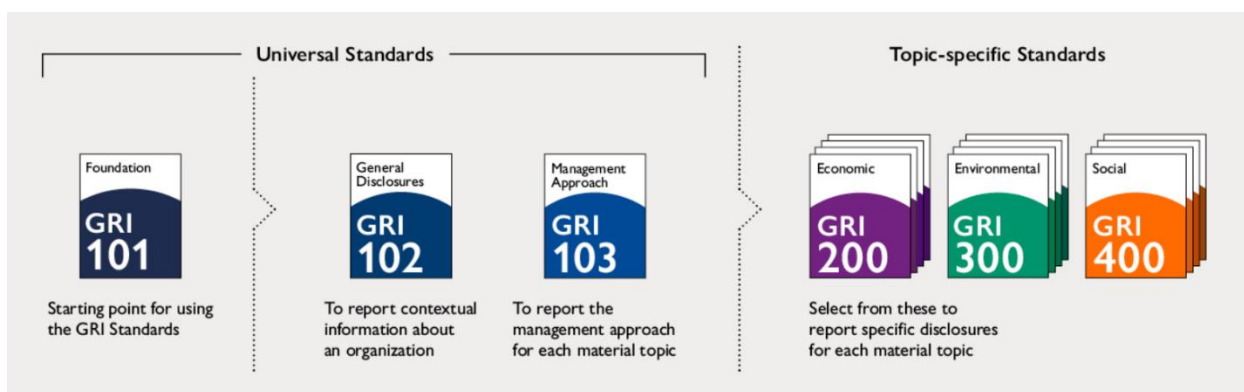 Universal Standards
Topic-specific Standards
Foundation
GRI
101
Starting point for using
the GRI Standards
General
Disclosures
GRI
102
To report contextual
information about
an organization
Management
Approach
GRI
103
To report the
management approach
for each material topic
Economic
GRI
200
Environmental
GRI
300
Social
GRI
400
Select from these to
report specific disclosures
for each material topic